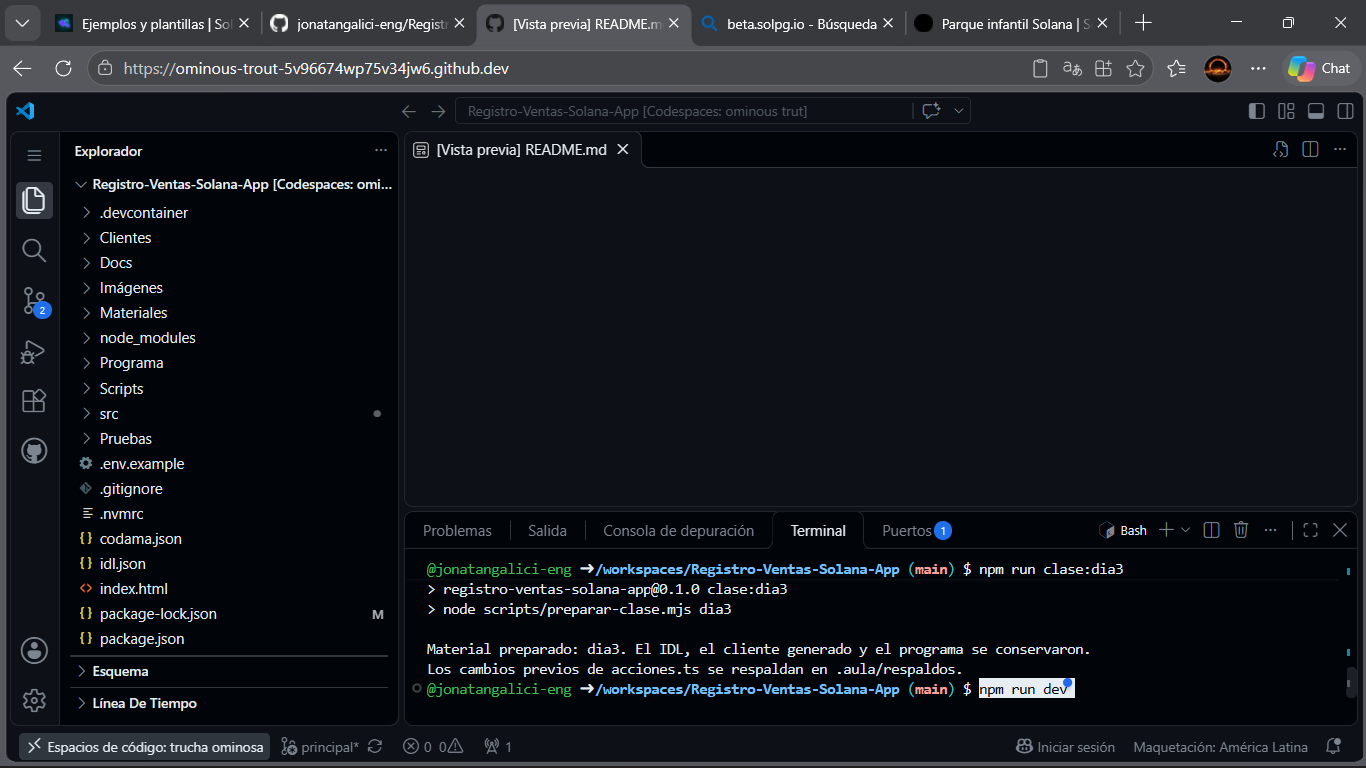 Ejemplos y plantillas | Sol
jonatangalici-eng/Registr
[Vista previa] README.m
beta.solpg.io - Búsqueda
Parque infantil Solana | S
https://ominous-trout-5v96674wp75v34jw6.github.dev
Chat
Registro-Ventas-Solana-App [Codespaces: ominous trut]
Explorador
Registro-Ventas-Solana-App [Codespaces: omi...
.devcontainer
Clientes
Docs
Imágenes
Materiales
node_modules
Programa
Scripts
src
Pruebas
.env.example
.gitignore
.nvmrc
codama.json
idl.json
index.html
package-lock.json M
package.json
Esquema
Línea De Tiempo
2
[Vista previa] README.md
Problemas
Salida
Consola de depuración
Terminal
Puertos 1
Bash
@jonatangalici-eng ➜/workspaces/Registro-Ventas-Solana-App (main) $ npm run clase:dia3
> registro-ventas-solana-app@0.1.0 clase:dia3
> node scripts/preparar-clase.mjs dia3
Material preparado: dia3. El IDL, el cliente generado y el programa se conservaron.
Los cambios previos de acciones.ts se respaldan en .aula/respaldos.
@jonatangalici-eng ➜/workspaces/Registro-Ventas-Solana-App (main) $ npm run dev
Espacios de código: trucha ominosa
principal*
0 0
1
Iniciar sesión
Maquetación: América Latina